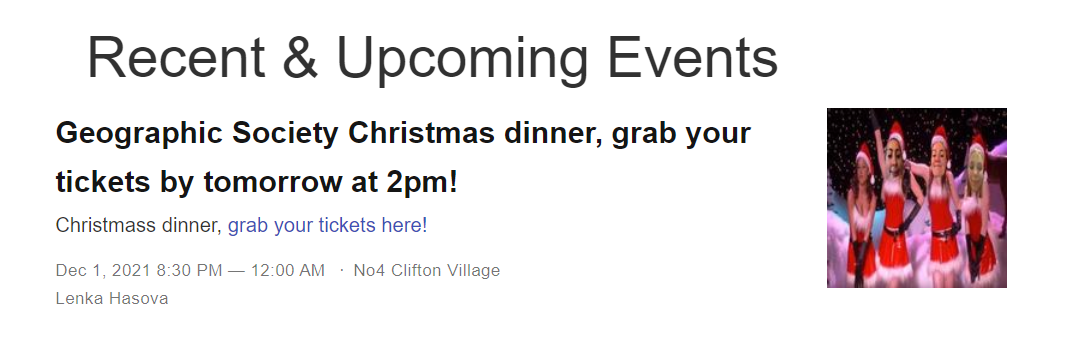 Recent & Upcoming Events
Geographic Society Christmas dinner, grab your
tickets by tomorrow at 2pm!
Christmass dinner, grab your tickets here!
Dec 1, 2021 8:30 PM — 12:00 AM · No4 Clifton Village
Lenka Hasova